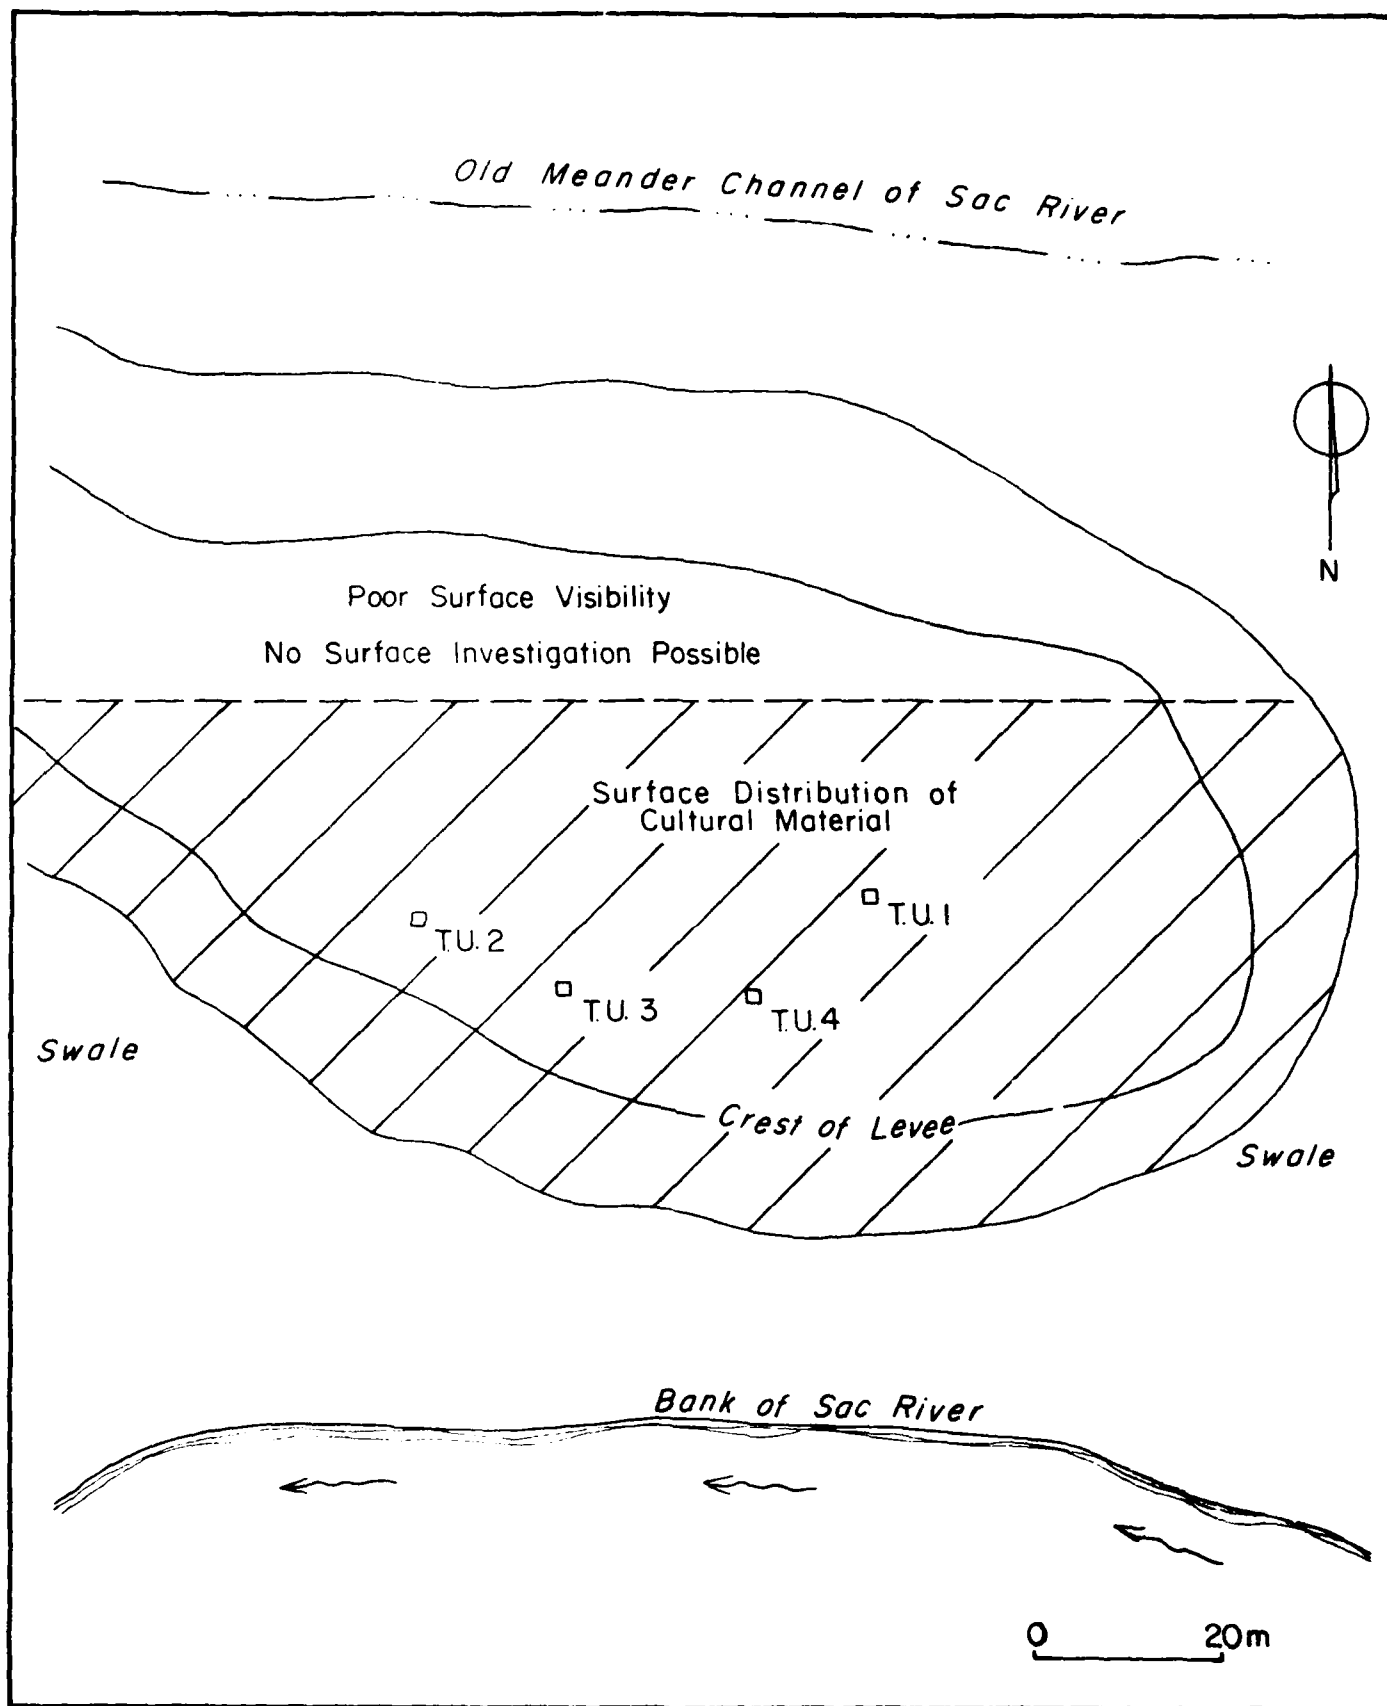 Old Meander Channel of Sac River
N
Poor Surface Visibility
No Surface Investigation Possible
Surface Distribution of
Cultural Material
T.U. 1
T.U. 2
T.U. 3
T.U. 4
Swale
Crest of Levee
Swale
Bank of Sac River
0 20m